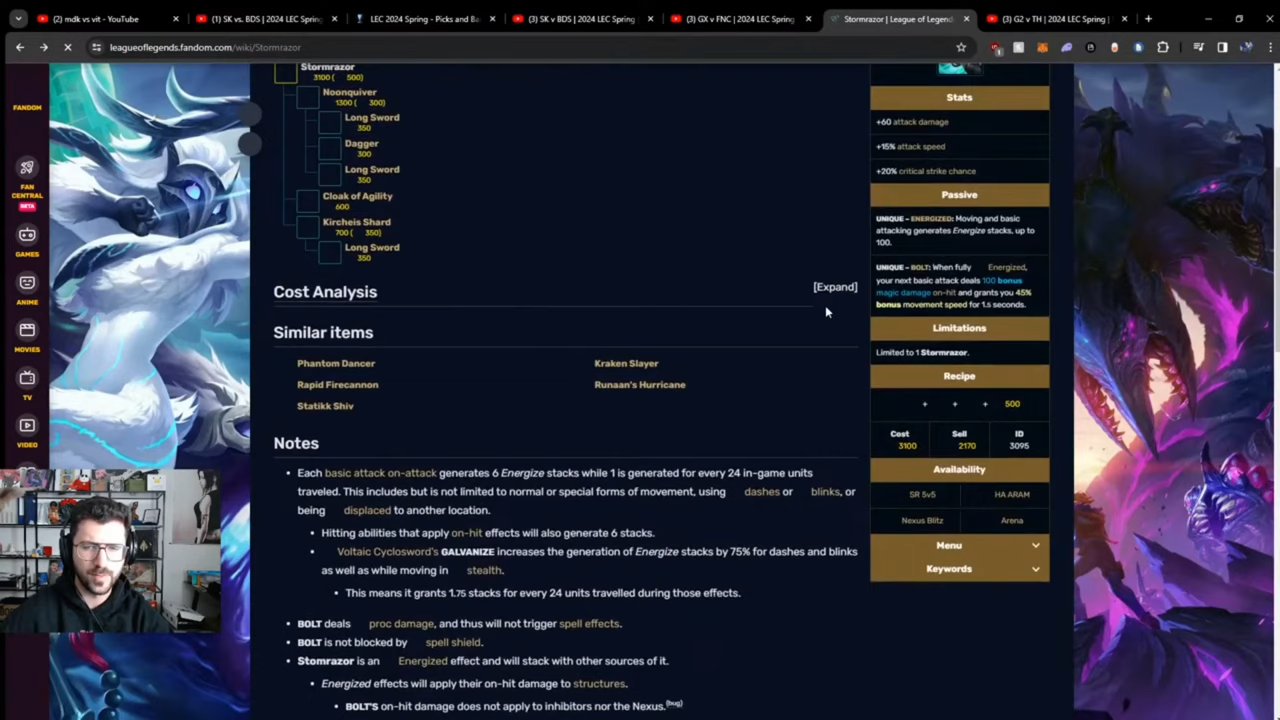 (2) mdk vs vit - YouTube
(1) SK vs. BDS | 2024 LEC Spring
LEC 2024 Spring - Picks and Ba
(3) SK v BDS | 2024 LEC Spring
(3) GX v FNC | 2024 LEC Spring
Stormrazor | League of Legend
(3) G2 v TH | 2024 LEC Spring
leagueoflegends.fandom.com/wiki/Stormrazor
FANDOM
FAN CENTRAL
BETA
GAMES
ANIME
MOVIES
TV
VIDEO
Stormrazor
3100 ( 500)
Noonquiver
1300 ( 300)
Long Sword
350
Dagger
300
Long Sword
350
Cloak of Agility
600
Kircheis Shard
700 ( 350)
Long Sword
350
Cost Analysis
[Expand]
Similar items
Phantom Dancer
Kraken Slayer
Rapid Firecannon
Runaan's Hurricane
Statikk Shiv
Notes
Each basic attack on-attack generates 6 Energize stacks while 1 is generated for every 24 in-game units
traveled. This includes but is not limited to normal or special forms of movement, using dashes or blinks, or
being displaced to another location.
Hitting abilities that apply on-hit effects will also generate 6 stacks.
Voltaic Cyclosword's GALVANIZE increases the generation of Energize stacks by 75% for dashes and blinks
as well as while moving in stealth.
This means it grants 1.75 stacks for every 24 units travelled during those effects.
BOLT deals proc damage, and thus will not trigger spell effects.
BOLT is not blocked by spell shield.
Stomrazor is an Energized effect and will stack with other sources of it.
Energized effects will apply their on-hit damage to structures.
BOLT'S on-hit damage does not apply to inhibitors nor the Nexus.[bug]
Stats
+60 attack damage
+15% attack speed
+20% critical strike chance
Passive
UNIQUE – ENERGIZED: Moving and basic
attacking generates Energize stacks, up to
100.
UNIQUE – BOLT: When fully Energized,
your next basic attack deals 100 bonus
magic damage on-hit and grants you 45%
bonus movement speed for 1.5 seconds.
Limitations
Limited to 1 Stormrazor.
Recipe
+ + + 500
Cost Sell ID
3100 2170 3095
Availability
SR 5v5 HA ARAM
Nexus Blitz Arena
Menu
Keywords